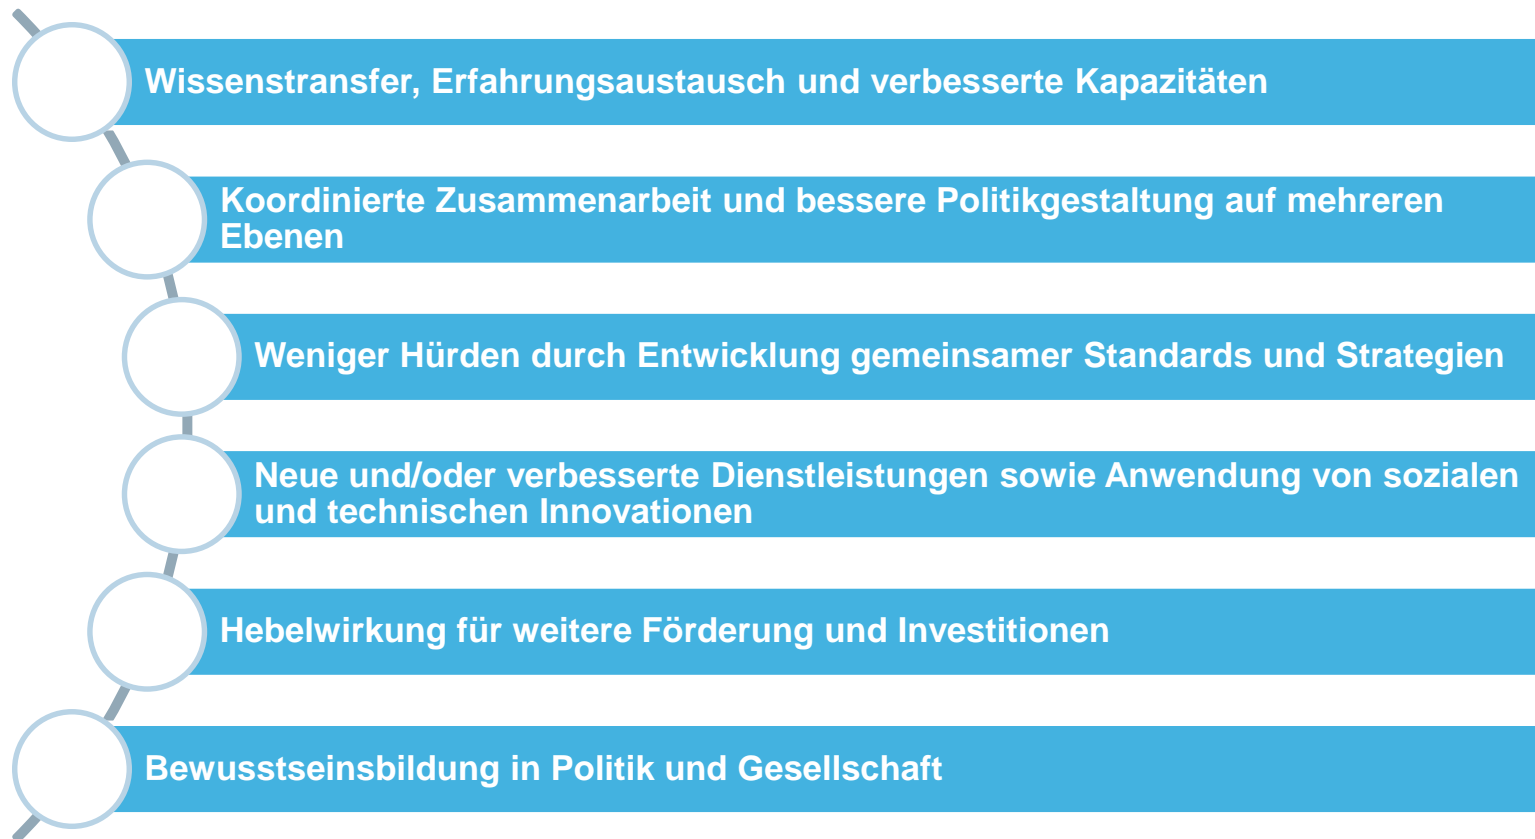 Wissenstransfer, Erfahrungsaustausch und verbesserte Kapazitäten
Koordinierte Zusammenarbeit und bessere Politikgestaltung auf mehreren
Ebenen
Weniger Hürden durch Entwicklung gemeinsamer Standards und Strategien
Neue und/oder verbesserte Dienstleistungen sowie Anwendung von sozialen
und technischen Innovationen
Hebelwirkung für weitere Förderung und Investitionen
Bewusstseinsbildung in Politik und Gesellschaft